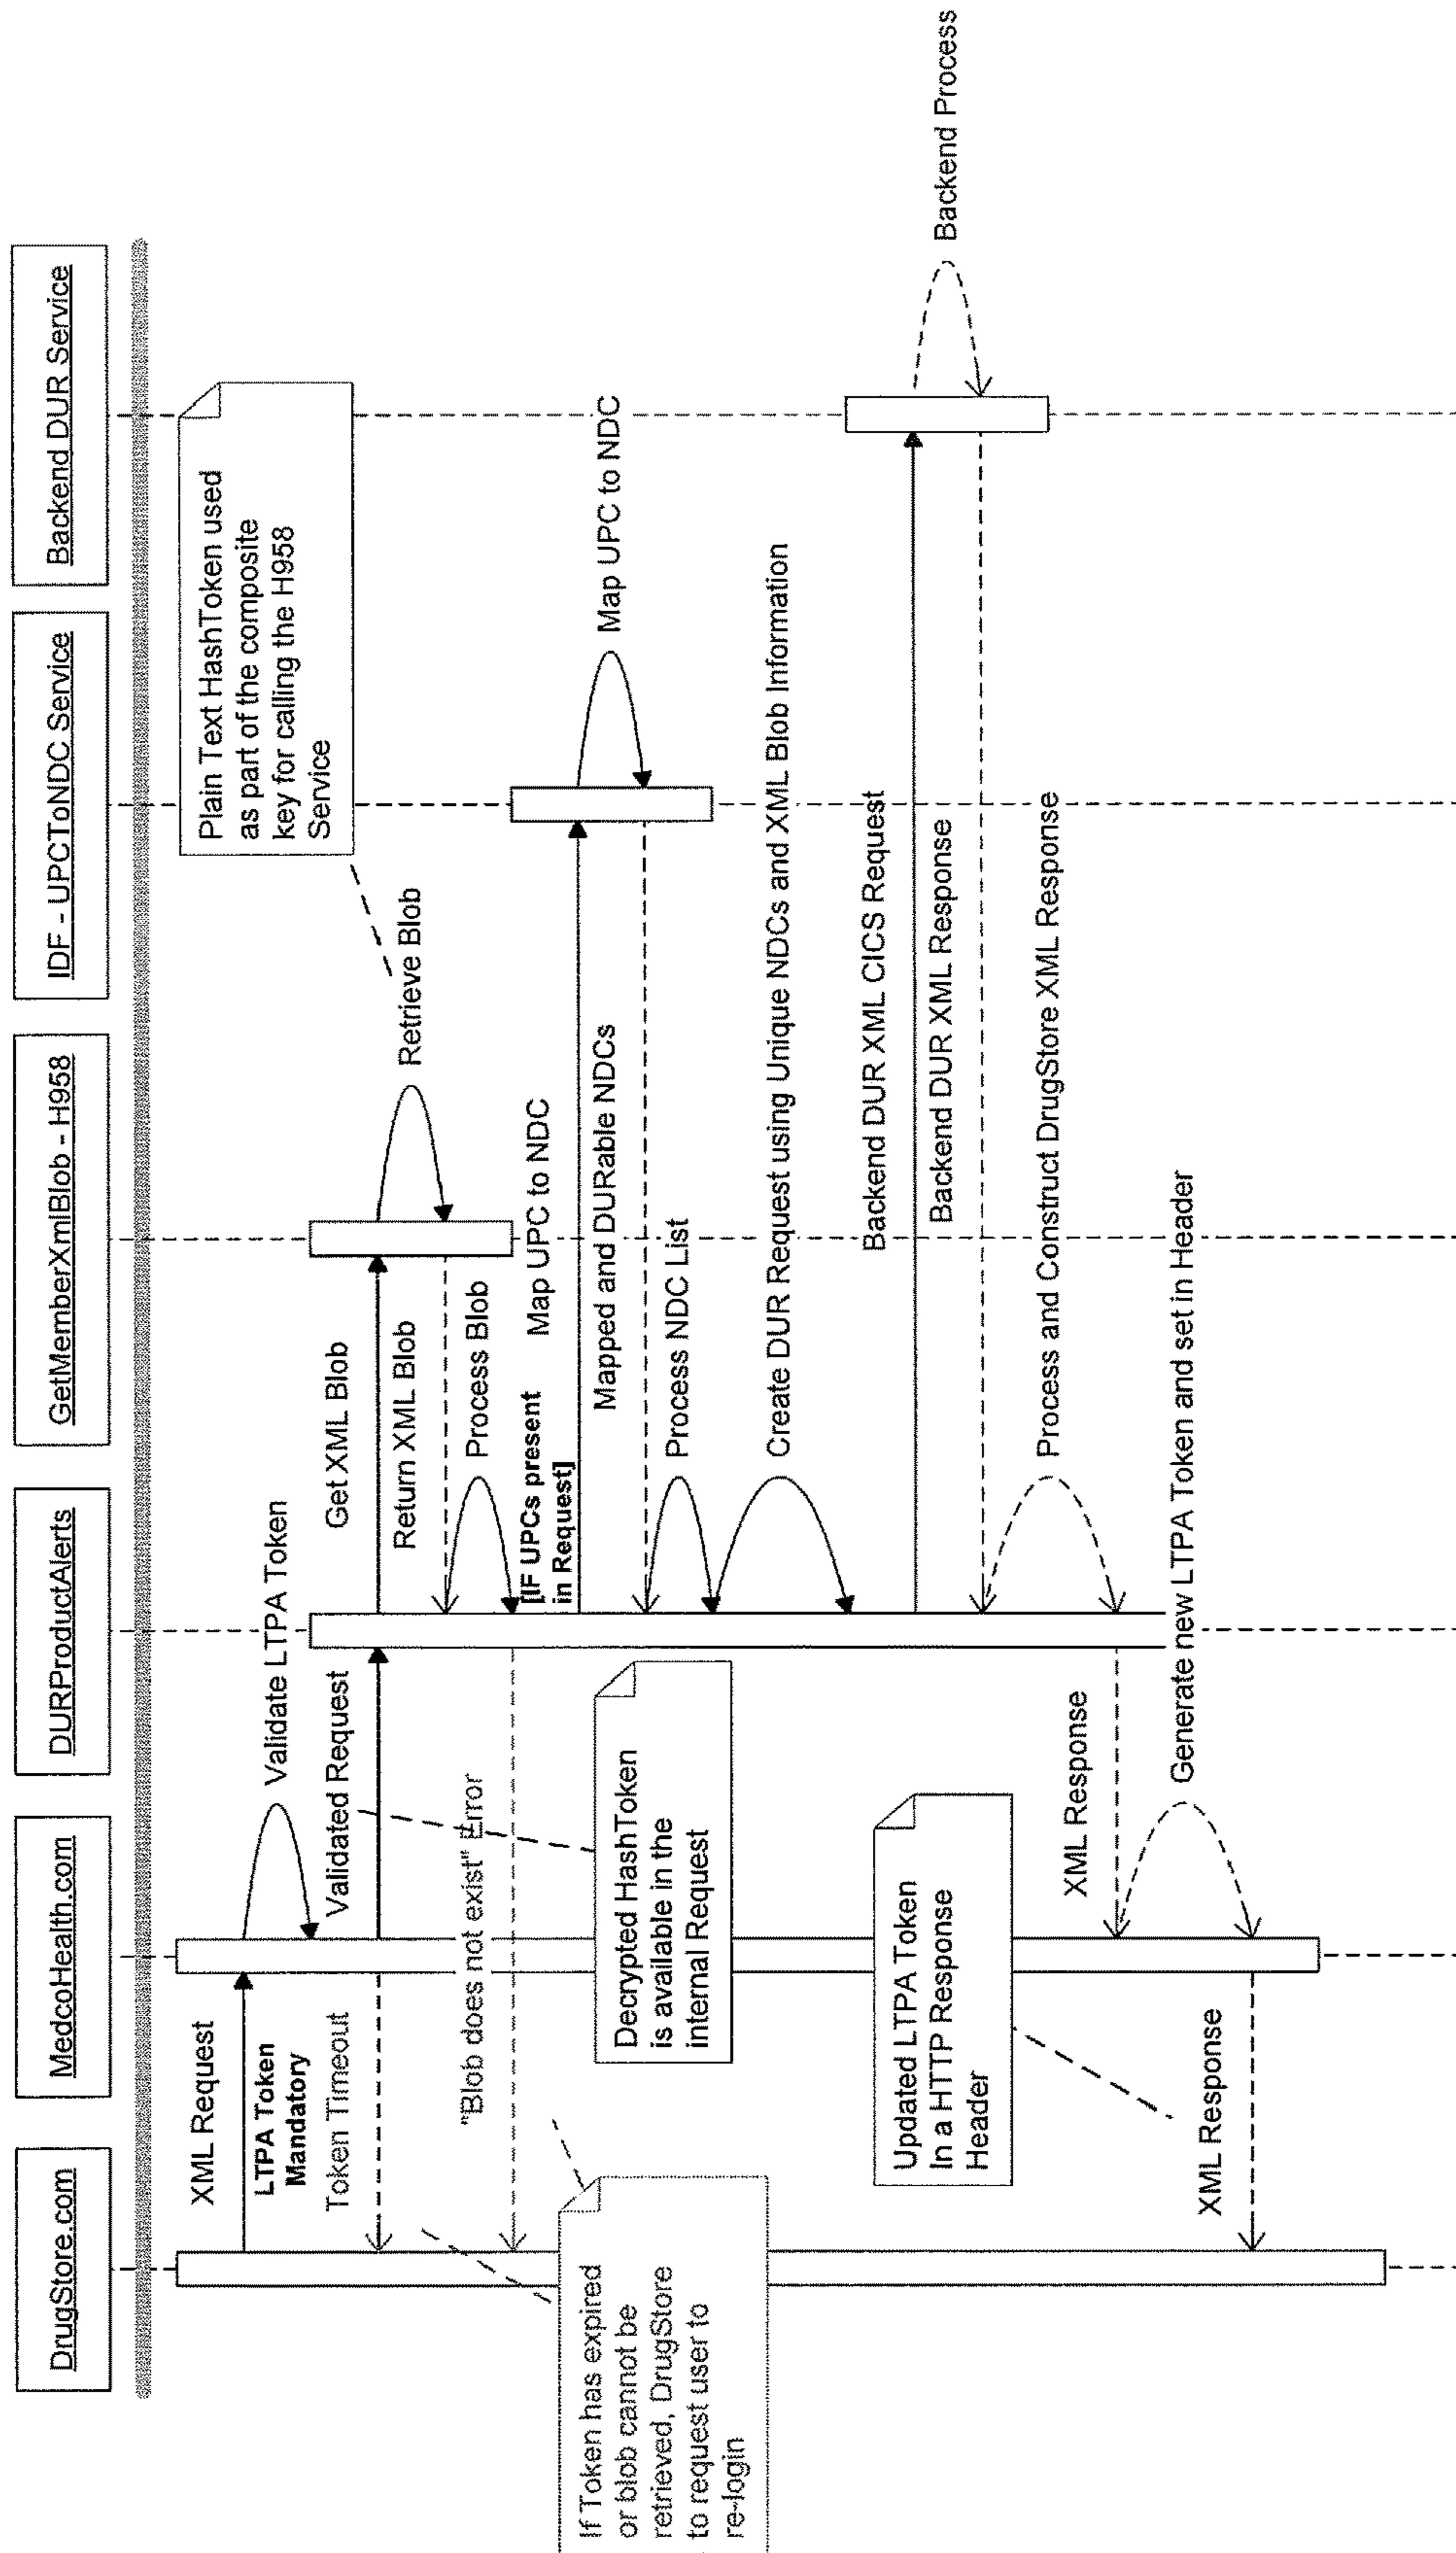 DrugStore.com
MedcoHealth.com
DURProductAlerts
GetMemberXmlBlob - H958
IDF - UPCToNDC Service
Backend DUR Service
XML Request
LTPA Token
Mandatory
Validate LTPA Token
Token Timeout
Validated Request
Get XML Blob
Return XML Blob
Retrieve Blob
Plain Text HashToken used
as part of the composite
key for calling the H958
Service
"Blob does not exist" Error
Process Blob
[IF UPCs present
in Request]
Map UPC to NDC
Map UPC to NDC
Mapped and DURable NDCs
If Token has expired
or blob cannot be
retrieved, DrugStore
to request user to
re-login
Decrypted HashToken
is available in the
internal Request
Process NDC List
Create DUR Request using Unique NDCs and XML Blob Information
Backend DUR XML CICS Request
Backend DUR XML Response
Backend Process
Updated LTPA Token
In a HTTP Response
Header
Process and Construct DrugStore XML Response
XML Response
Generate new LTPA Token and set in Header
XML Response